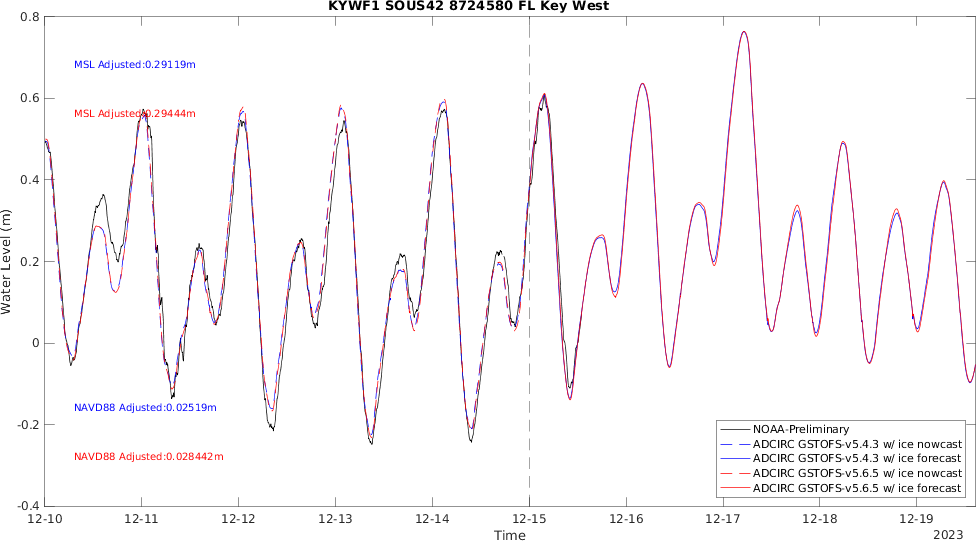 KYWF1 SOUS42 8724580 FL Key West
0.8
0.6
0.4
0.2
0
-0.2
-0.4
Water Level (m)
MSL Adjusted:0.29119m
MSL Adjusted:0.29444m
NAVD88 Adjusted:0.02519m
NAVD88 Adjusted:0.028442m
NOAA-Preliminary
ADCIRC GSTOFS-v5.4.3 w/ ice nowcast
ADCIRC GSTOFS-v5.4.3 w/ ice forecast
ADCIRC GSTOFS-v5.6.5 w/ ice nowcast
ADCIRC GSTOFS-v5.6.5 w/ ice forecast
12-10 12-11 12-12 12-13 12-14 12-15 12-16 12-17 12-18 12-19
Time
2023